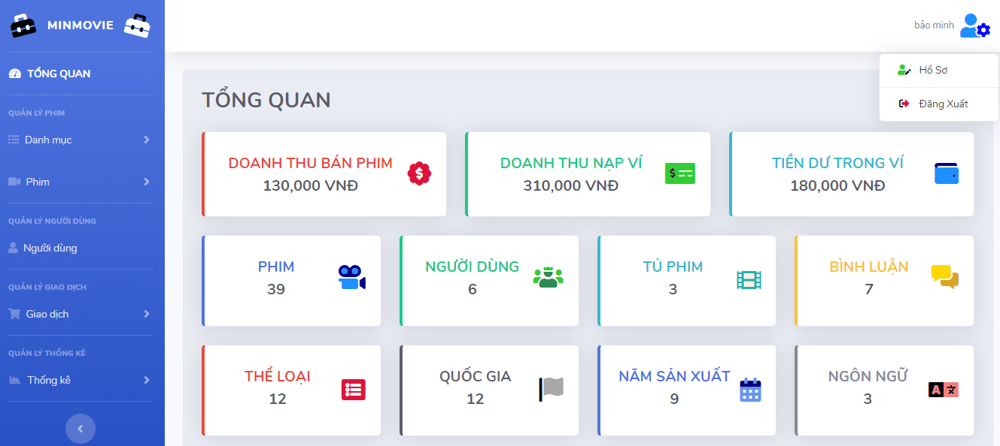 MINMOVIE
bảo minh
Hồ Sơ
Đăng Xuất
TỔNG QUAN
QUẢN LÝ PHIM
Danh mục
Phim
QUẢN LÝ NGƯỜI DÙNG
Người dùng
QUẢN LÝ GIAO DỊCH
Giao dịch
QUẢN LÝ THỐNG KÊ
Thống kê
TỔNG QUAN
DOANH THU BÁN PHIM
130,000 VNĐ
DOANH THU NẠP VÍ
310,000 VNĐ
TIỀN DƯ TRONG VÍ
180,000 VNĐ
PHIM
39
NGƯỜI DÙNG
6
TỦ PHIM
3
BÌNH LUẬN
7
THỂ LOẠI
12
QUỐC GIA
12
NĂM SẢN XUẤT
9
NGÔN NGỮ
3